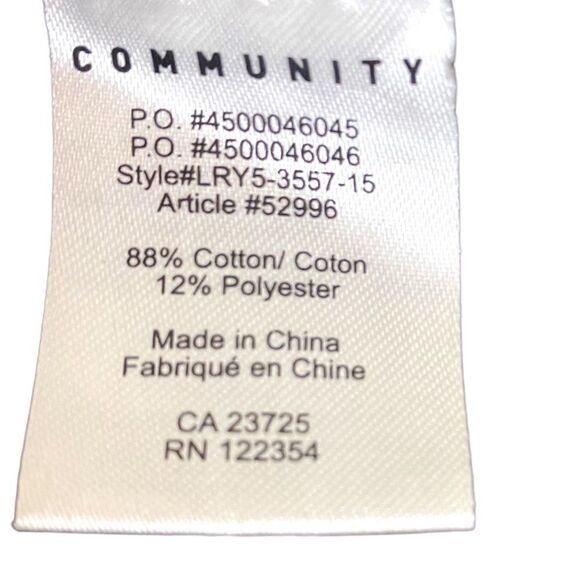 COMMUNITY
P.O. #4500046045
P.O. #4500046046
Style#LRY5-3557-15
Article #52996
88% Cotton/ Coton
12% Polyester
Made in China
Fabriqué en Chine
CA 23725
RN 122354